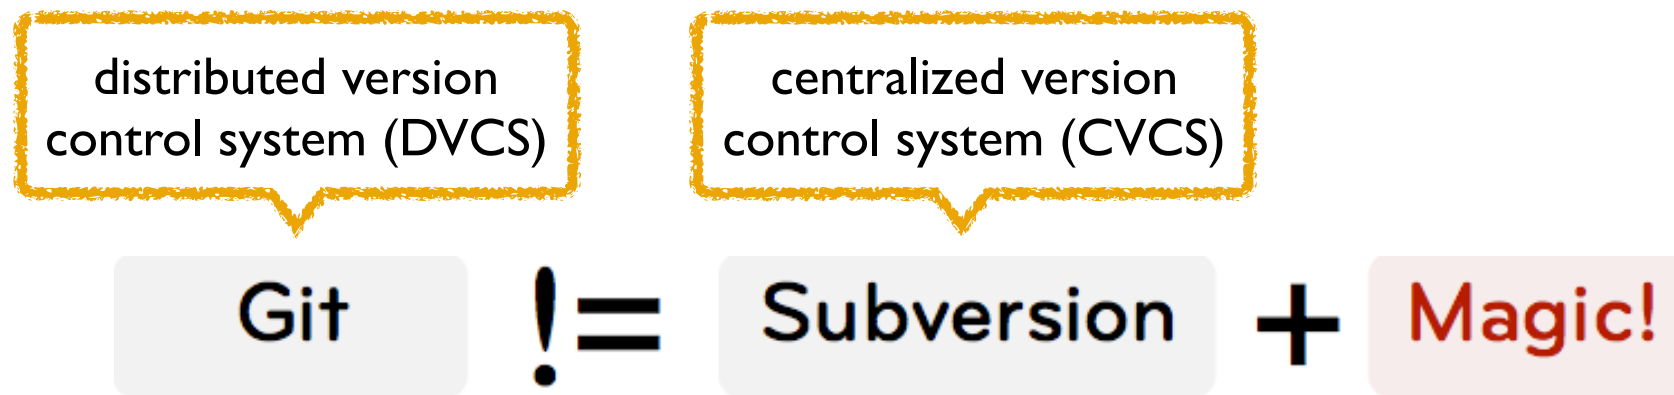 distributed version
control system (DVCS)
centralized version
control system (CVCS)
Git != Subversion + Magic!